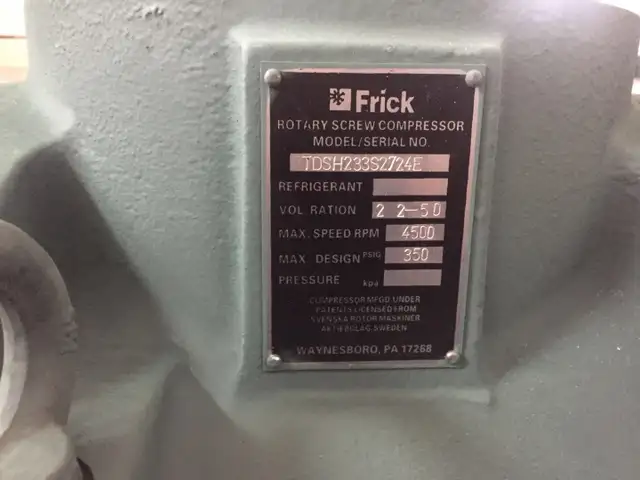 Frick
ROTARY SCREW COMPRESSOR
MODEL/SERIAL NO.
TDSH233S2724E
REFRIGERANT
VOL. RATION 2 2-5 0
MAX. SPEED RPM 4500
MAX. DESIGN PSIG 350
PRESSURE kpa
COMPRESSOR MFGD UNDER
PATENTS LICENSED FROM
SVENSKA ROTOR MASKINER
AKTIEBOLAG, SWEDEN
WAYNESBORO, PA 17268